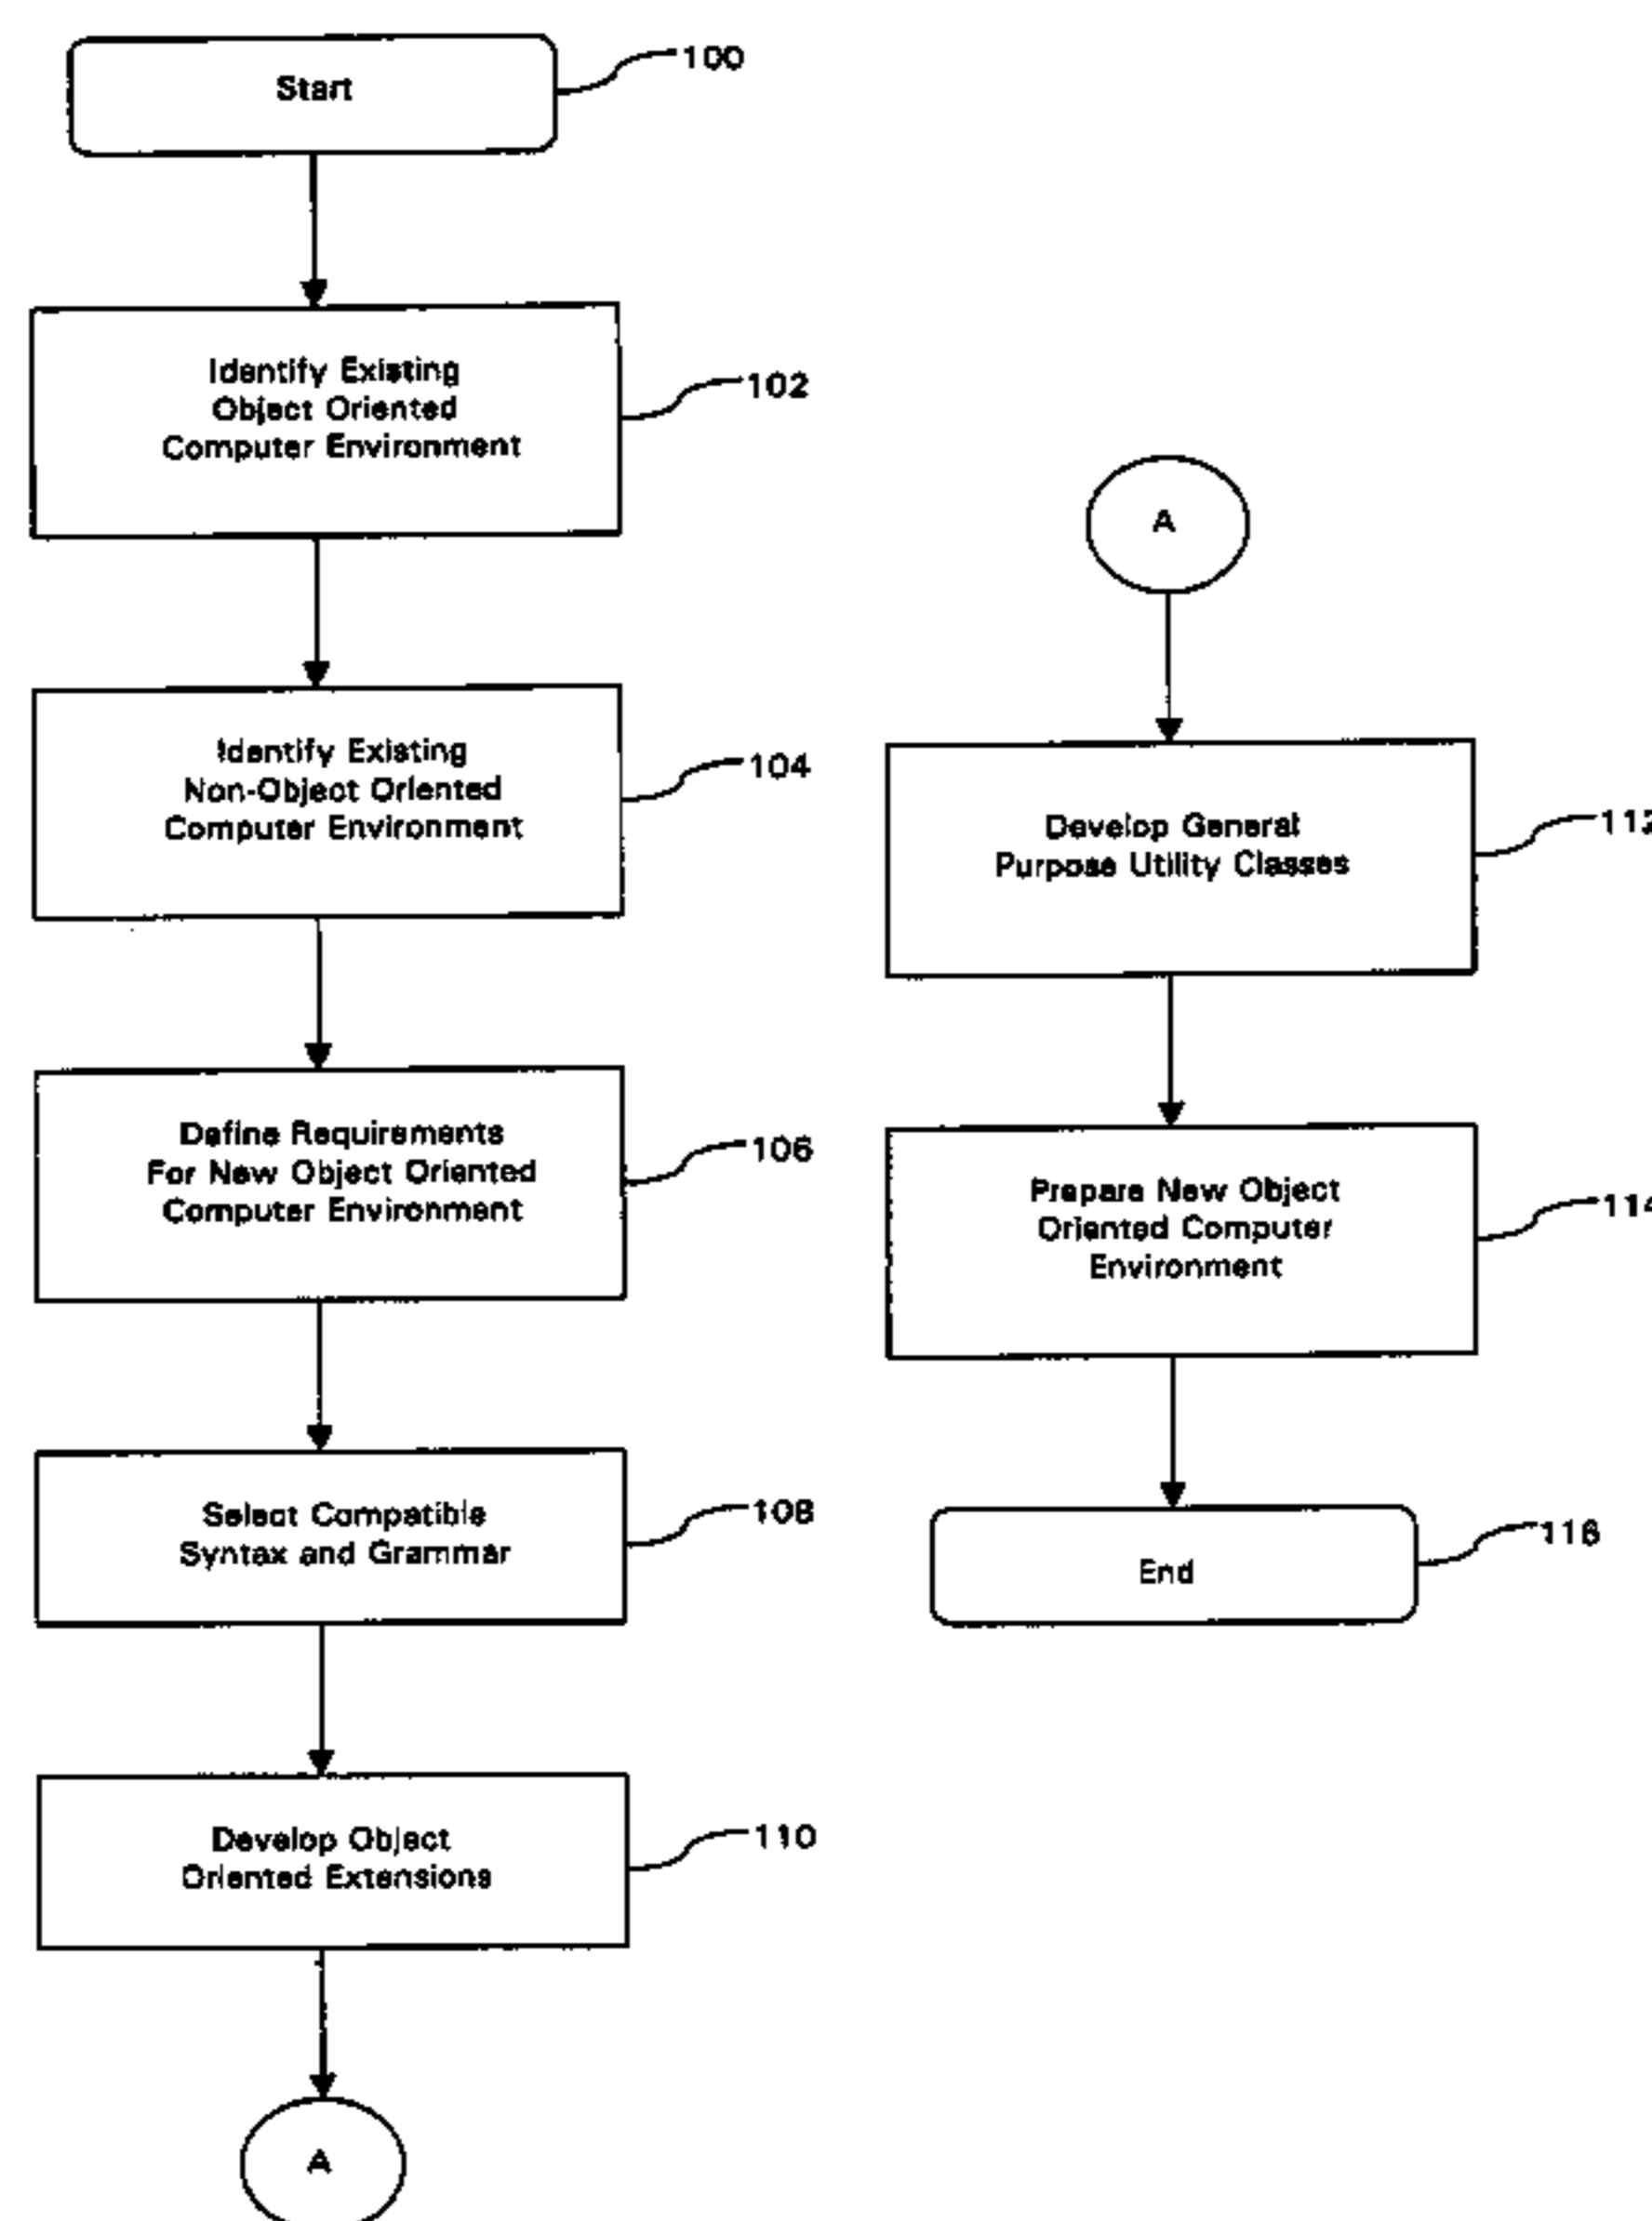 Start
100
Identify Existing
Object Oriented
Computer Environment
102
Identify Existing
Non-Object Oriented
Computer Environment
104
Define Requirements
For New Object Oriented
Computer Environment
106
Select Compatible
Syntax and Grammar
108
Develop Object
Oriented Extensions
110
A
A
Develop General
Purpose Utility Classes
Prepare New Object
Oriented Computer
Environment
114
End
116